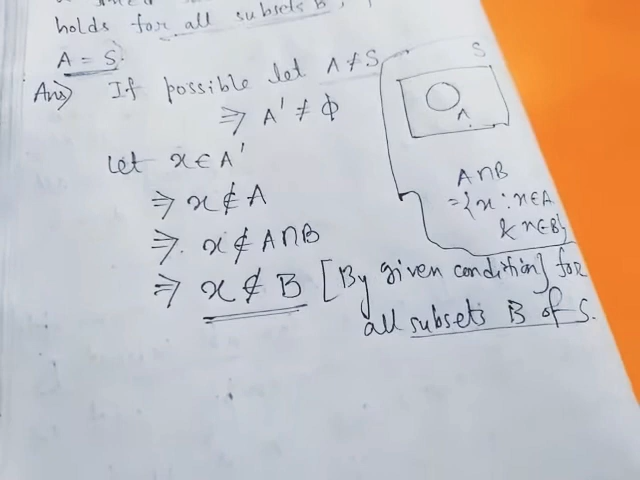 holds for all subsets B,
A = S.
Ans) If possible let A ≠ S
⇒ A' ≠ Φ
Let x ∈ A'
⇒ x ∉ A
⇒ x ∉ A∩B
⇒ x ∉ B [By given condition] for
all subsets B of S.
S
A
A∩B
= {x : x∈A
& x∈B}